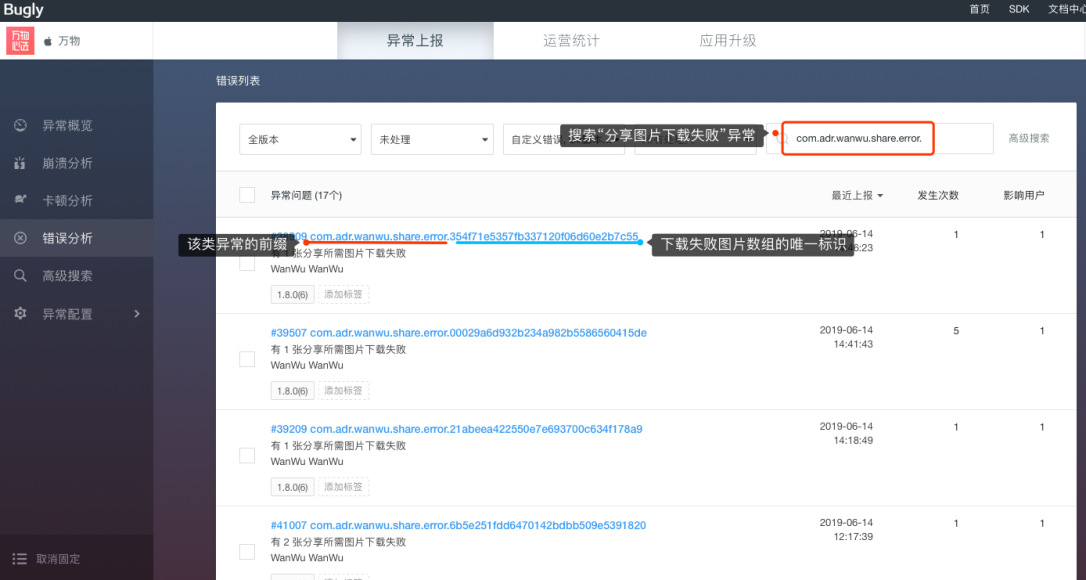 Bugly
首页 SDK 文档中心
万物心选 万物 异常上报 运营统计 应用升级
错误列表
异常概览
崩溃分析
卡顿分析
错误分析
高级搜索
异常配置
取消固定
全版本 未处理 自定义错误 搜索“分享图片下载失败”异常 com.adr.wanwu.share.error. 高级搜索
异常问题 (17个) 最近上报 发生次数 影响用户
该类异常的前缀 com.adr.wanwu.share.error.354f71e5357fb337120f06d60e2b7c55 下载失败图片数组的唯一标识 2019-06-14 1 1
张分享所需图片下载失败
WanWu WanWu
1.8.0(6) 添加标签
#39507 com.adr.wanwu.share.error.00029a6d932b234a982b5586560415de 2019-06-14 5 1
有 1 张分享所需图片下载失败 14:41:43
WanWu WanWu
1.8.0(6) 添加标签
#39209 com.adr.wanwu.share.error.21abeea422550e7e693700c634f178a9 2019-06-14 1 1
有 1 张分享所需图片下载失败 14:18:49
WanWu WanWu
1.8.0(6) 添加标签
#41007 com.adr.wanwu.share.error.6b5e251fdd6470142bdbb509e5391820 2019-06-14 1 1
有 2 张分享所需图片下载失败 12:17:39
WanWu WanWu